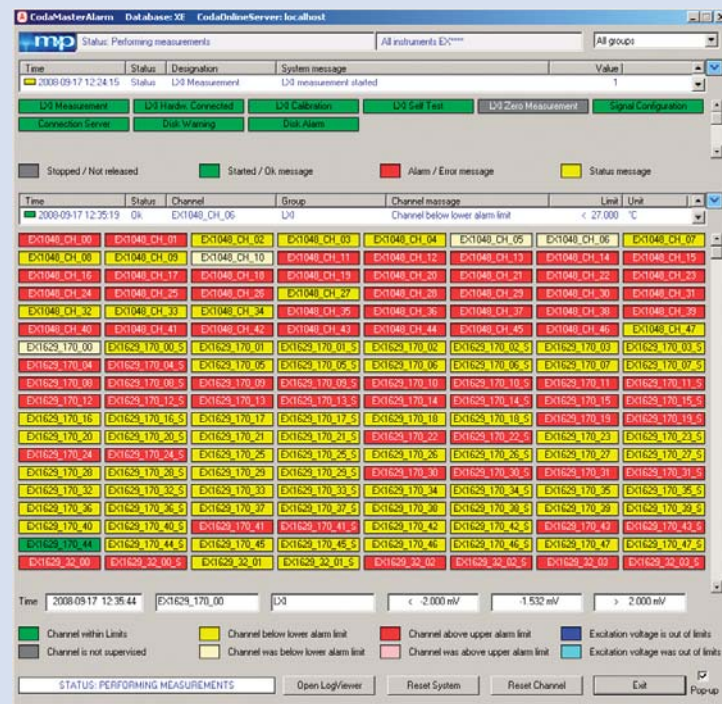 CodaMasterAlarm Database: XE CodaOnlineServer: localhost
mp Status: Performing measurements All instruments EX**** All groups
Time Status Designation System message Value
2008-09-17 12:24:15 Status LXI Measurement LXI measurement started 1
LXI Measurement LXI Hardw. Connected LXI Calibration LXI Self Test LXI Zero Measurement Signal Configuration
Connection Server Disk Warning Disk Alarm
Stopped / Not released Started / Ok message Alarm / Error message Status message
Time Status Channel Group Channel massage Limit Unit
2008-09-17 12:35:19 Ok EX1048_CH_06 LXI Channel below lower alarm limit < 27.000 °C
EX1048_CH_00 EX1048_CH_01 EX1048_CH_02 EX1048_CH_03 EX1048_CH_04 EX1048_CH_05 EX1048_CH_06 EX1048_CH_07
EX1048_CH_08 EX1048_CH_09 EX1048_CH_10 EX1048_CH_11 EX1048_CH_12 EX1048_CH_13 EX1048_CH_14 EX1048_CH_15
EX1048_CH_16 EX1048_CH_17 EX1048_CH_18 EX1048_CH_19 EX1048_CH_20 EX1048_CH_21 EX1048_CH_22 EX1048_CH_23
EX1048_CH_24 EX1048_CH_25 EX1048_CH_26 EX1048_CH_27 EX1048_CH_28 EX1048_CH_29 EX1048_CH_30 EX1048_CH_31
EX1048_CH_32 EX1048_CH_33 EX1048_CH_34 EX1048_CH_35 EX1048_CH_36 EX1048_CH_37 EX1048_CH_38 EX1048_CH_39
EX1048_CH_40 EX1048_CH_41 EX1048_CH_42 EX1048_CH_43 EX1048_CH_44 EX1048_CH_45 EX1048_CH_46 EX1048_CH_47
EX1629_170_00 EX1629_170_00_S EX1629_170_01 EX1629_170_01_S EX1629_170_02 EX1629_170_02_S EX1629_170_03 EX1629_170_03_S
EX1629_170_04 EX1629_170_04_S EX1629_170_05 EX1629_170_05_S EX1629_170_06 EX1629_170_06_S EX1629_170_07 EX1629_170_07_S
EX1629_170_08 EX1629_170_08_S EX1629_170_09 EX1629_170_09_S EX1629_170_10 EX1629_170_10_S EX1629_170_11 EX1629_170_11_S
EX1629_170_12 EX1629_170_12_S EX1629_170_13 EX1629_170_13_S EX1629_170_14 EX1629_170_14_S EX1629_170_15 EX1629_170_15_S
EX1629_170_16 EX1629_170_16_S EX1629_170_17 EX1629_170_17_S EX1629_170_18 EX1629_170_18_S EX1629_170_19 EX1629_170_19_S
EX1629_170_20 EX1629_170_20_S EX1629_170_21 EX1629_170_21_S EX1629_170_22 EX1629_170_22_S EX1629_170_23 EX1629_170_23_S
EX1629_170_24 EX1629_170_24_S EX1629_170_25 EX1629_170_25_S EX1629_170_26 EX1629_170_26_S EX1629_170_27 EX1629_170_27_S
EX1629_170_28 EX1629_170_28_S EX1629_170_29 EX1629_170_29_S EX1629_170_30 EX1629_170_30_S EX1629_170_31 EX1629_170_31_S
EX1629_170_32 EX1629_170_32_S EX1629_170_33 EX1629_170_33_S EX1629_170_34 EX1629_170_34_S EX1629_170_35 EX1629_170_35_S
EX1629_170_36 EX1629_170_36_S EX1629_170_37 EX1629_170_37_S EX1629_170_38 EX1629_170_38_S EX1629_170_39 EX1629_170_39_S
EX1629_170_40 EX1629_170_40_S EX1629_170_41 EX1629_170_41_S EX1629_170_42 EX1629_170_42_S EX1629_170_43 EX1629_170_43_S
EX1629_170_44 EX1629_170_44_S EX1629_170_45 EX1629_170_45_S EX1629_170_46 EX1629_170_46_S EX1629_170_47 EX1629_170_47_S
EX1629_32_00 EX1629_32_00_S EX1629_32_01 EX1629_32_01_S EX1629_32_02 EX1629_32_02_S EX1629_32_03 EX1629_32_03_S
Time 2008-09-17 12:35:44 EX1629_170_00 LXI < -2.000 mV -1.532 mV > 2.000 mV
Channel within Limits Channel below lower alarm limit Channel above upper alarm limit Excitation voltage is out of limits
Channel is not supervised Channel was below lower alarm limit Channel was above upper alarm limit Excitation voltage was out of limits
STATUS: PERFORMING MEASUREMENTS Open LogViewer Reset System Reset Channel Exit Pop-up